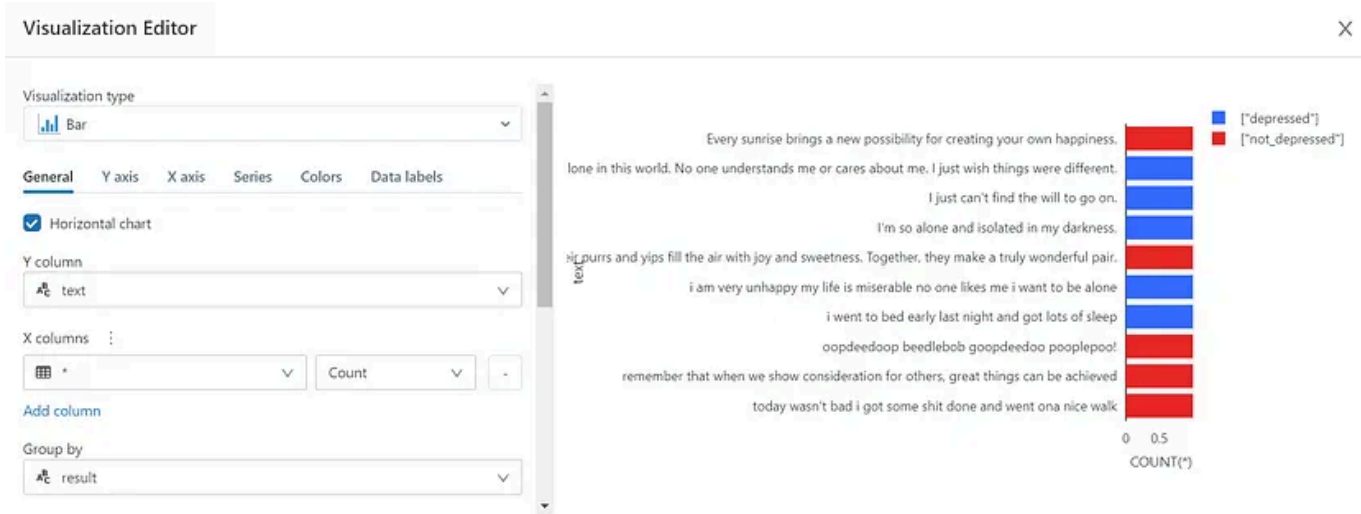 Visualization Editor
Visualization type
Bar
General Y axis X axis Series Colors Data labels
Horizontal chart
Y column
text
X columns
* Count -
Add column
Group by
result
["depressed"]
["not_depressed"]
Every sunrise brings a new possibility for creating your own happiness.
lone in this world. No one understands me or cares about me. I just wish things were different.
I just can't find the will to go on.
I'm so alone and isolated in my darkness.
eir purrs and yips fill the air with joy and sweetness. Together, they make a truly wonderful pair.
i am very unhappy my life is miserable no one likes me i want to be alone
i went to bed early last night and got lots of sleep
oopdeedoop beedlebob goopdeedoo pooplepoo!
remember that when we show consideration for others, great things can be achieved
today wasn't bad i got some shit done and went ona nice walk
text
0 0.5
COUNT(*)